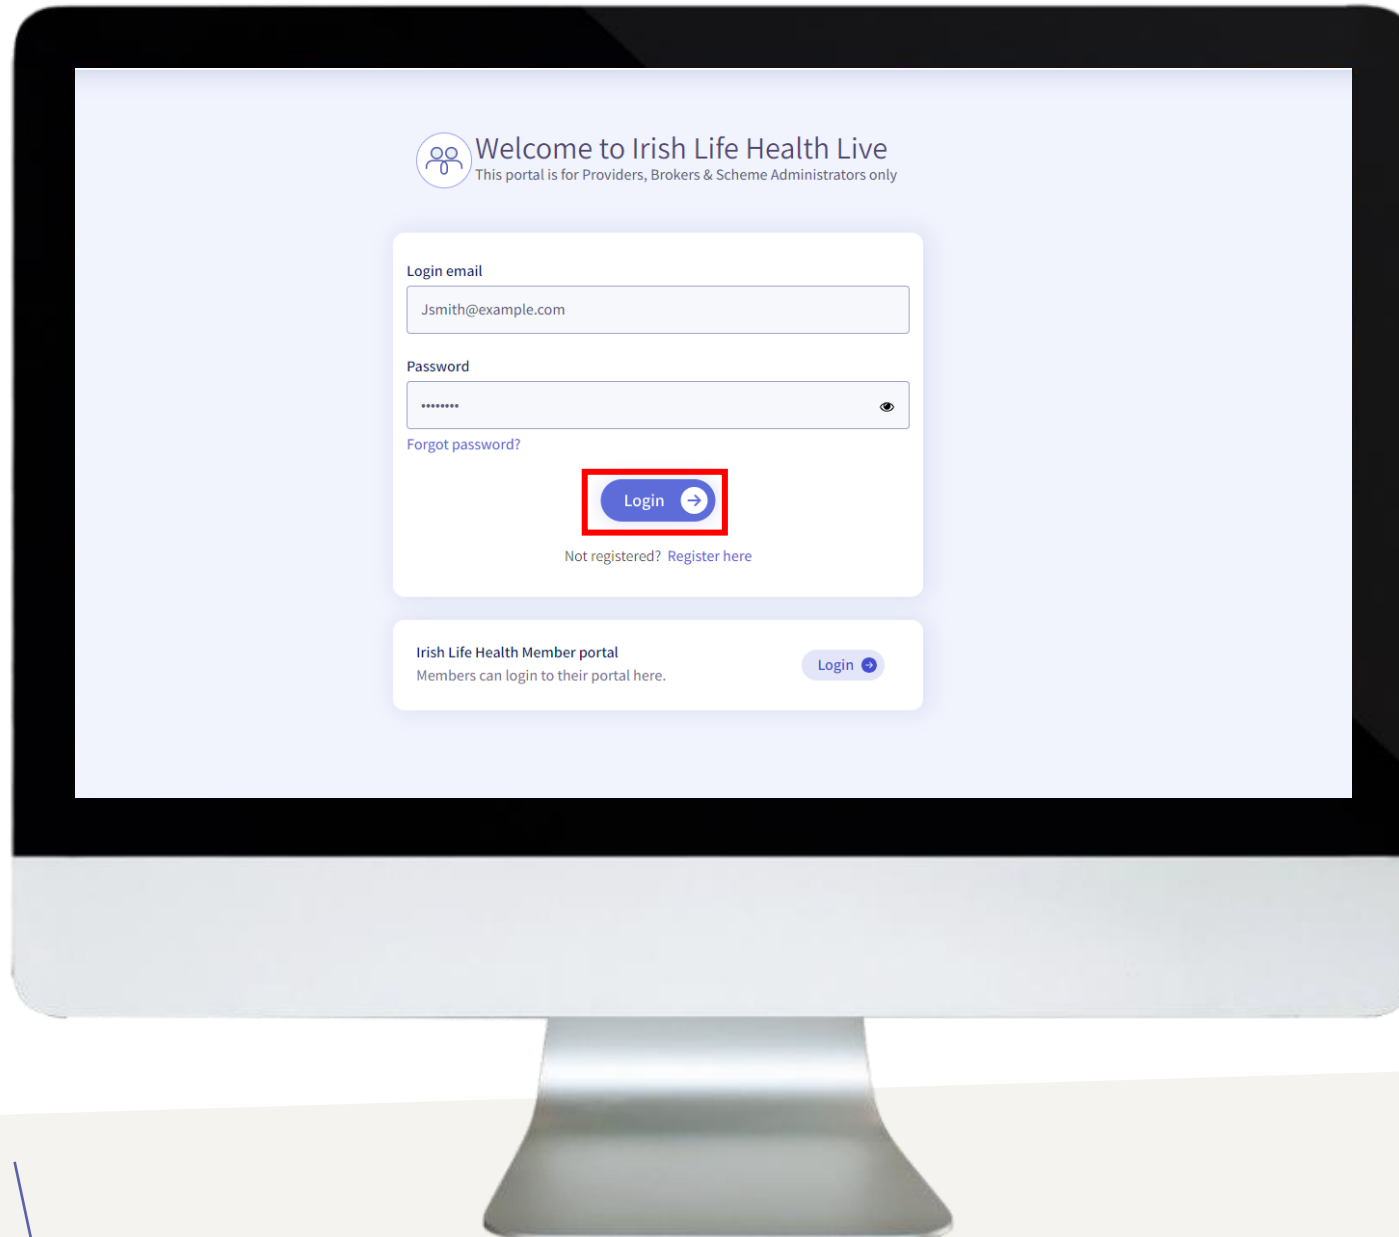 Welcome to Irish Life Health Live
This portal is for Providers, Brokers & Scheme Administrators only
Login email
Jsmith@example.com
Password
••••••••
Forgot password?
Login
Not registered? Register here
Irish Life Health Member portal
Members can login to their portal here.
Login